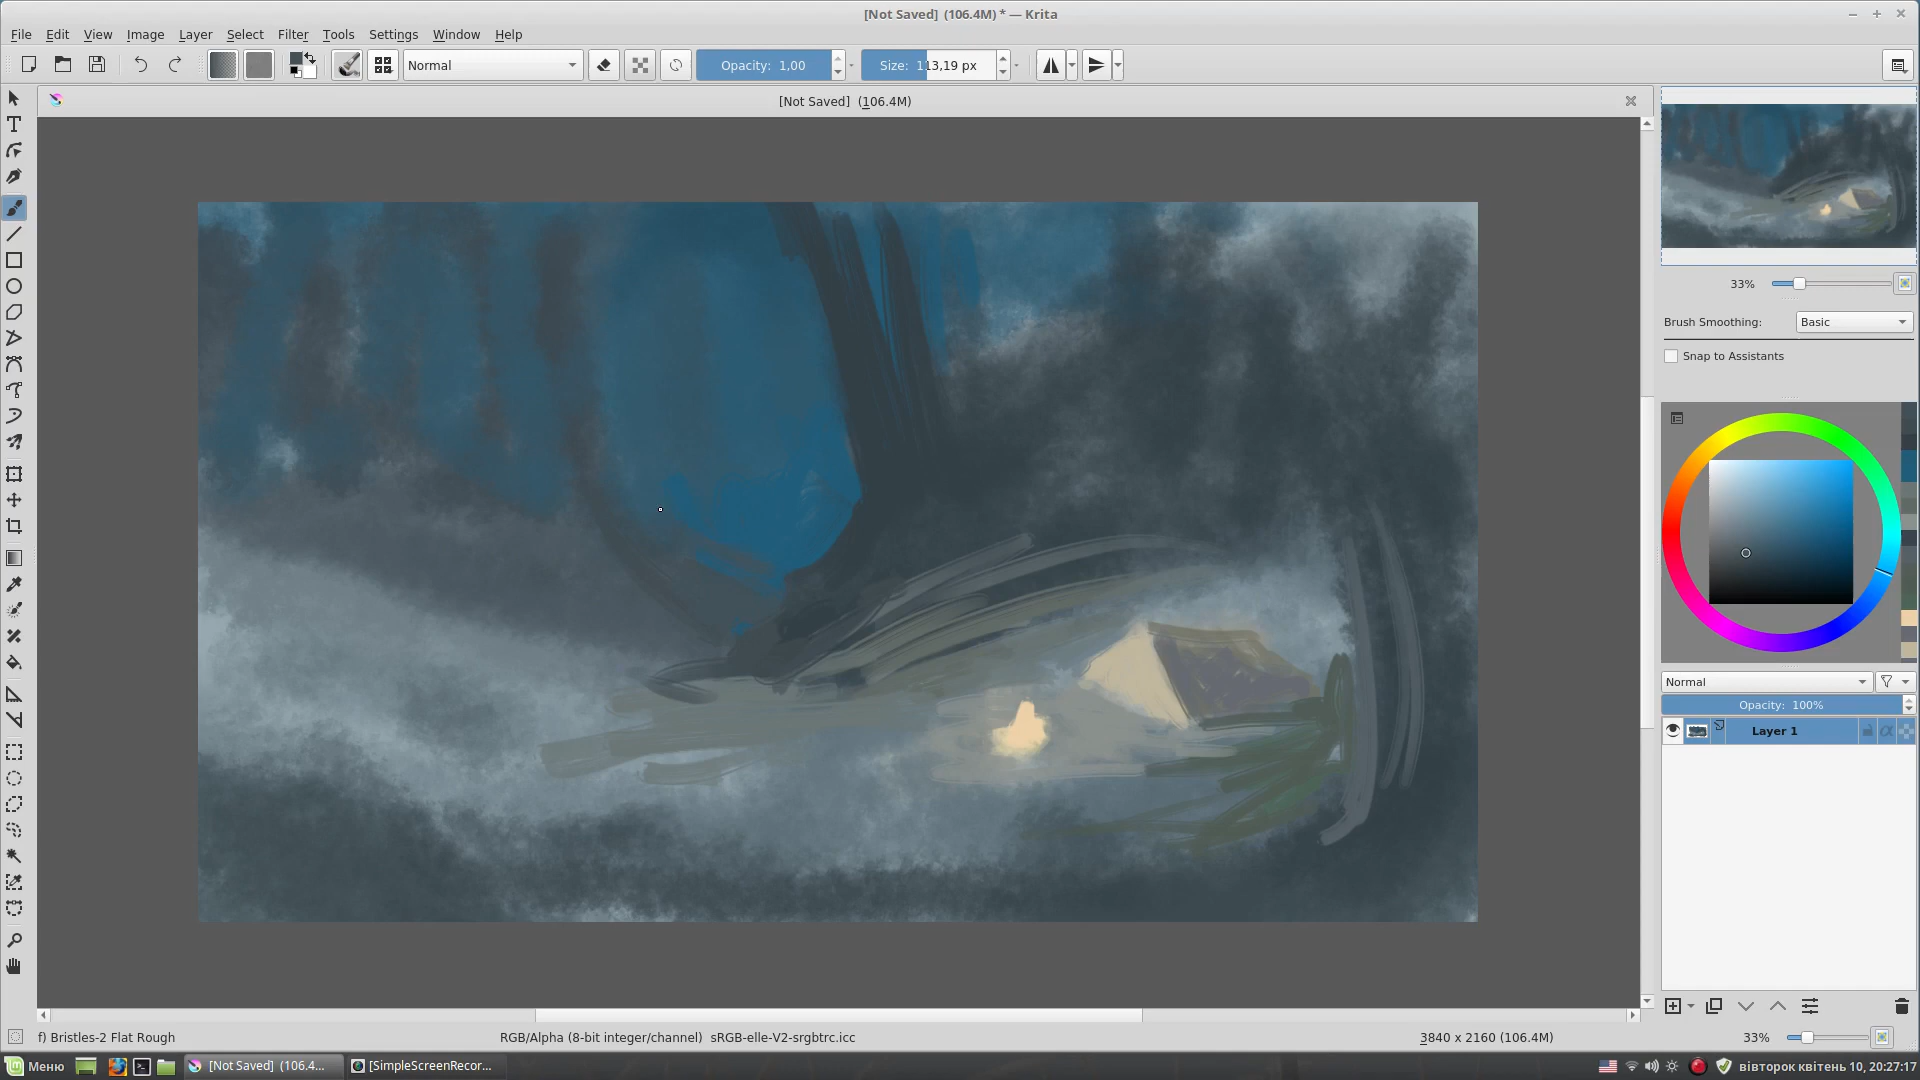 [Not Saved]  (106.4M) * — Krita
File Edit View Image Layer Select Filter Tools Settings Window Help
Normal Opacity: 1,00 Size: 113,19 px
[Not Saved]  (106.4M)
33%
Brush Smoothing: Basic
Snap to Assistants
Normal
Opacity: 100%
Layer 1
f) Bristles-2 Flat Rough RGB/Alpha (8-bit integer/channel) sRGB-elle-V2-srgbtrc.icc 3840 x 2160 (106.4M) 33%
Меню [Not Saved]  (106.4... [SimpleScreenRecor... вівторок квітень 10, 20:27:17